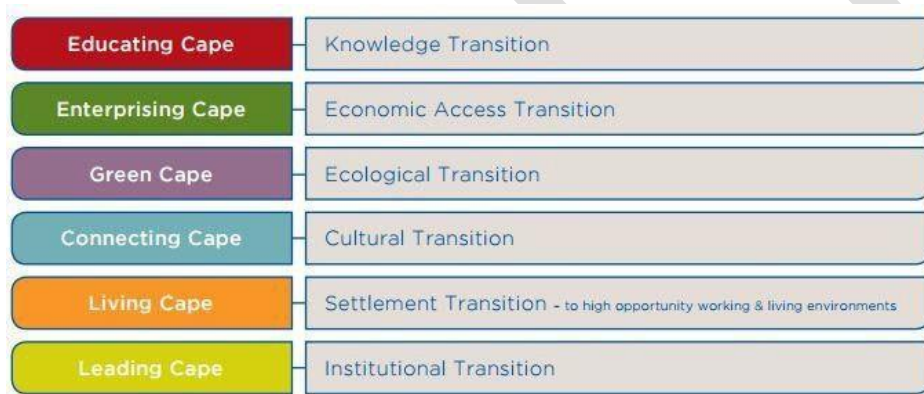 Educating Cape
Knowledge Transition
Enterprising Cape
Economic Access Transition
Green Cape
Ecological Transition
Connecting Cape
Cultural Transition
Living Cape
Settlement Transition - to high opportunity working & living environments
Leading Cape
Institutional Transition